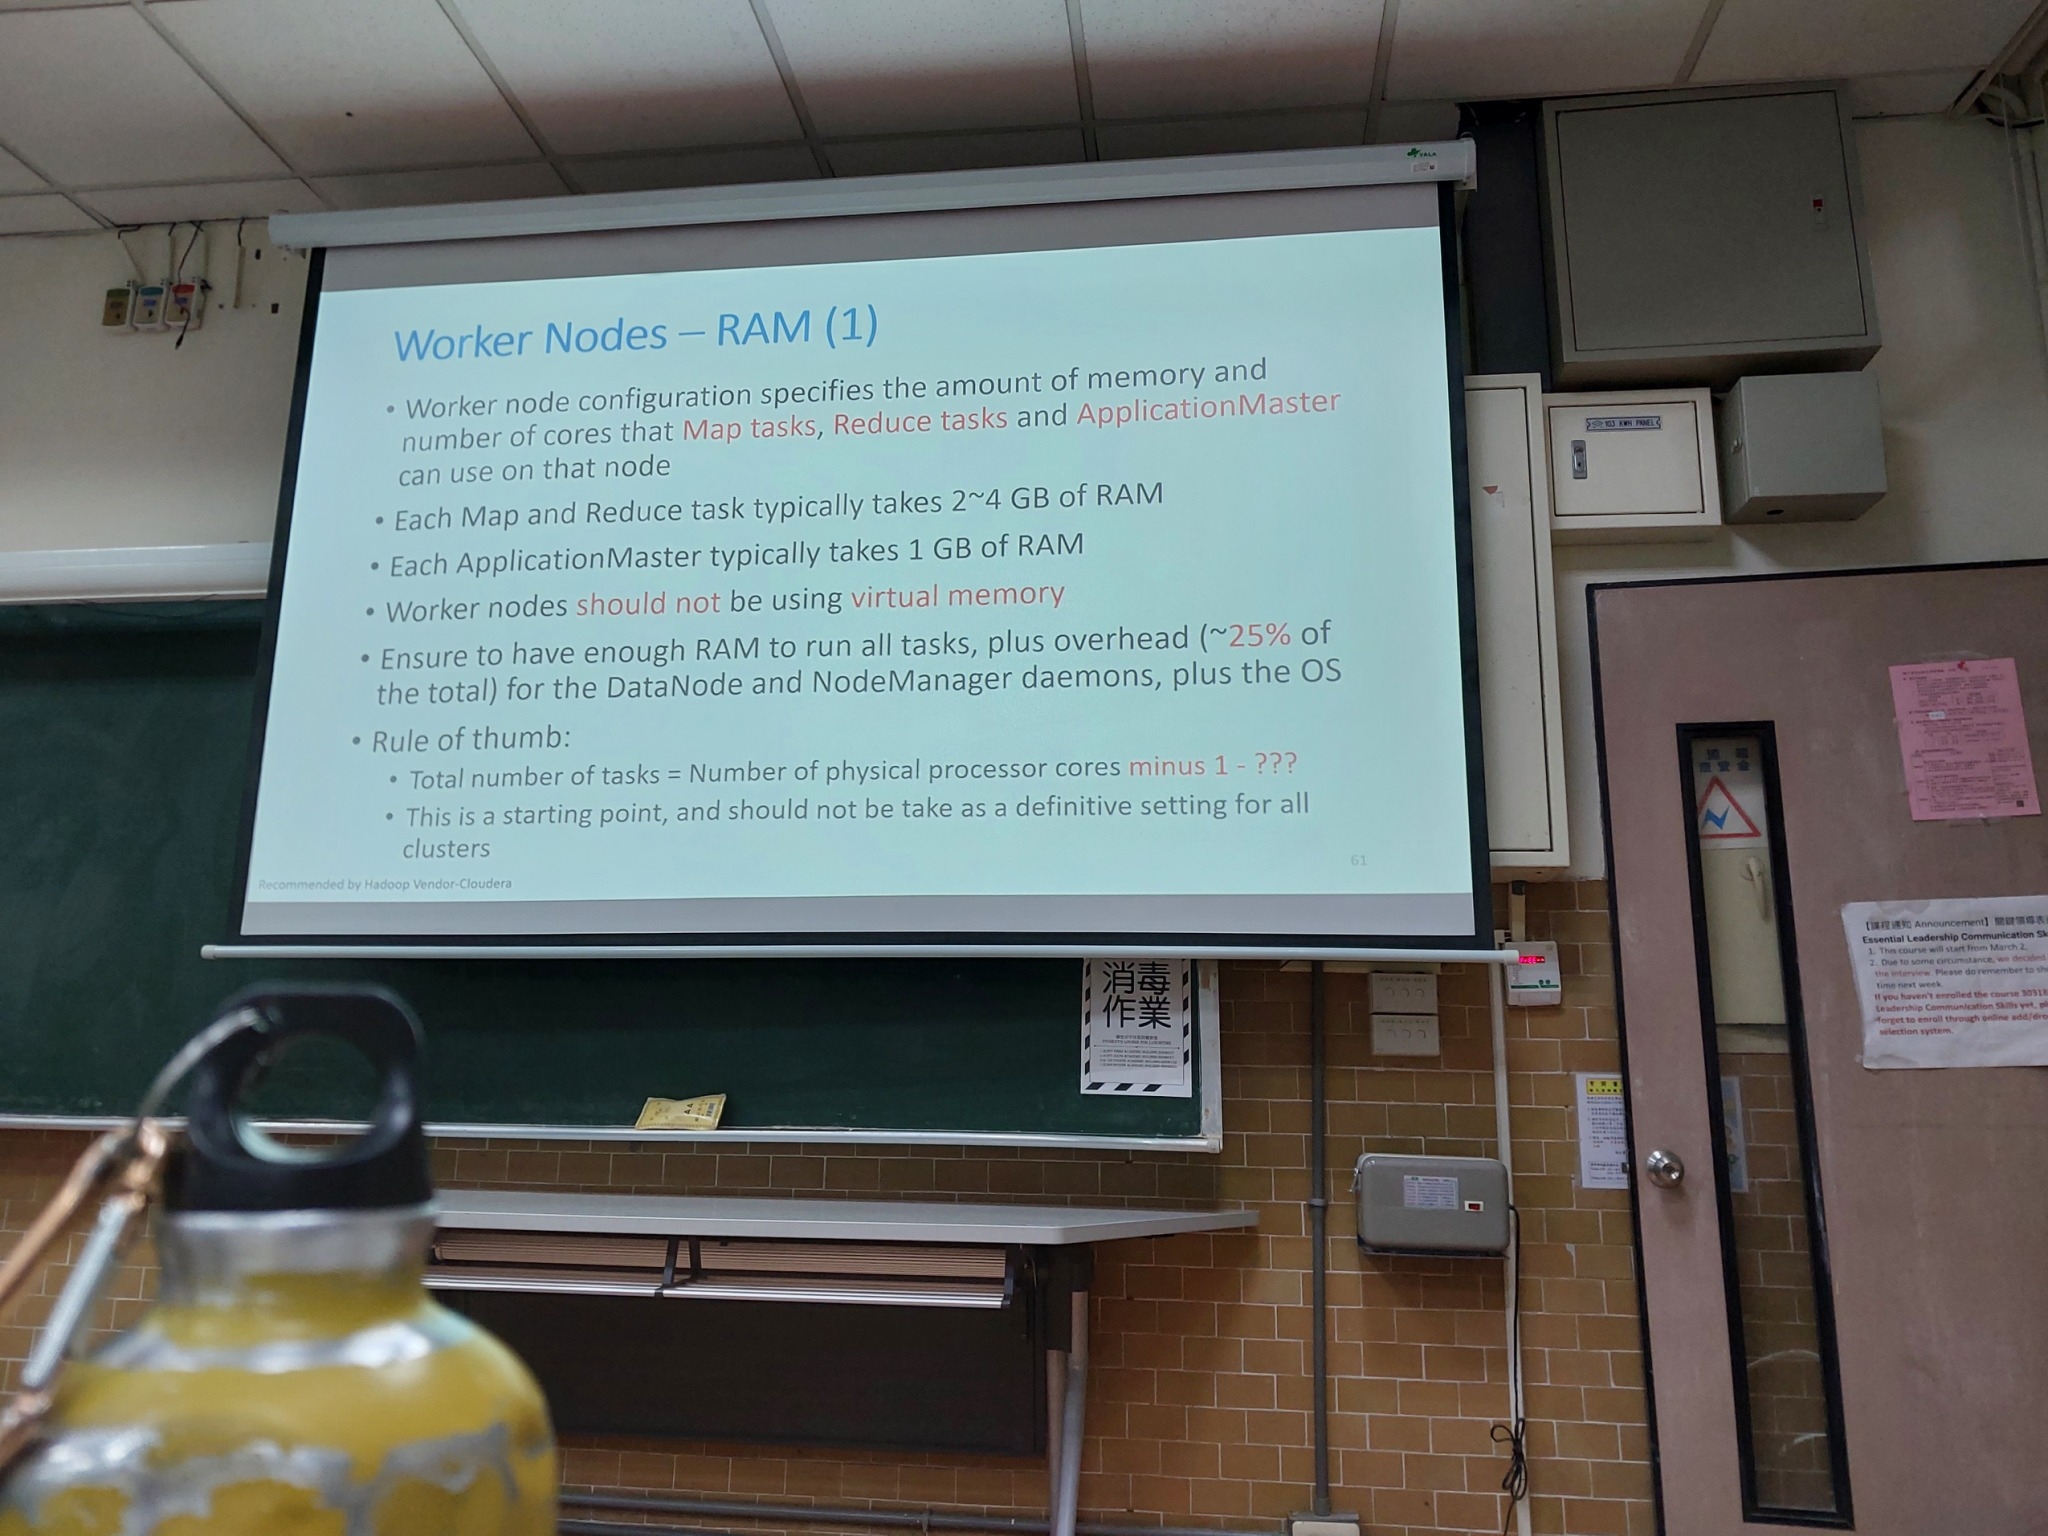 YALA
Worker Nodes – RAM (1)
• Worker node configuration specifies the amount of memory and
number of cores that Map tasks, Reduce tasks and ApplicationMaster
can use on that node
• Each Map and Reduce task typically takes 2~4 GB of RAM
• Each ApplicationMaster typically takes 1 GB of RAM
• Worker nodes should not be using virtual memory
• Ensure to have enough RAM to run all tasks, plus overhead (~25% of
the total) for the DataNode and NodeManager daemons, plus the OS
• Rule of thumb:
• Total number of tasks = Number of physical processor cores minus 1 - ???
• This is a starting point, and should not be take as a definitive setting for all
clusters
61
Recommended by Hadoop Vendor-Cloudera
103 KWH PANEL
消毒
作業
【課程通知 Announcement】關鍵領導表
Essential Leadership Communication Sk
1. This course will start from March 2,
2. Due to some circumstance, we decided
the interview. Please do remember to sh
time next week.
If you haven't enrolled the course 30318
Leadership Communication Skills yet, pl
forget to enroll through online add/dro
selection system.